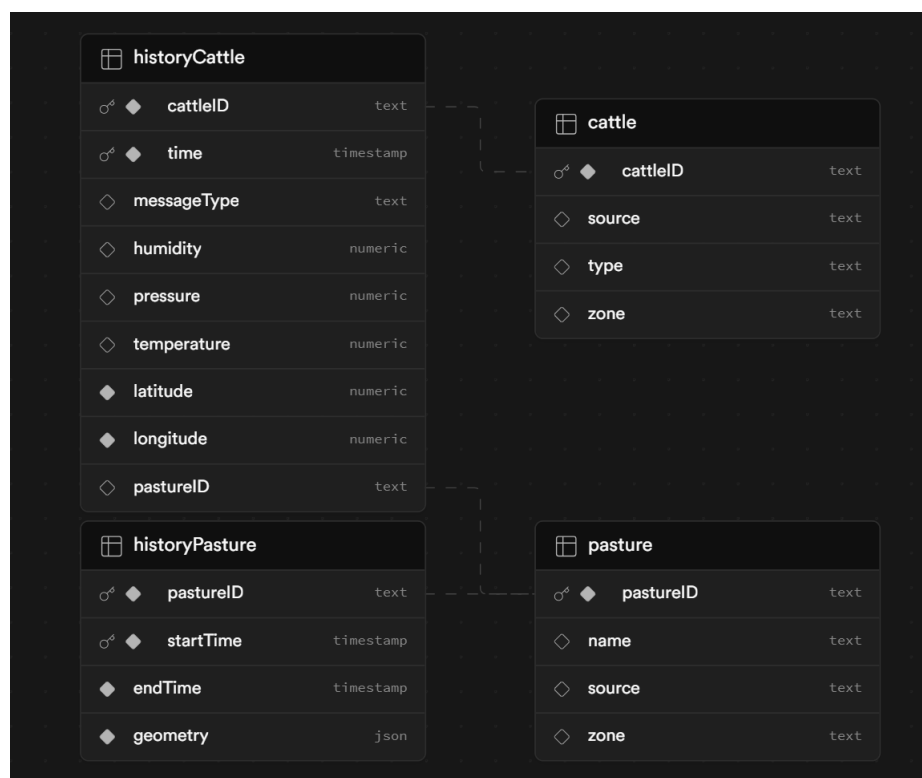 historyCattle
cattleID text
time timestamp
messageType text
humidity numeric
pressure numeric
temperature numeric
latitude numeric
longitude numeric
pastureID text
cattle
cattleID text
source text
type text
zone text
historyPasture
pastureID text
startTime timestamp
endTime timestamp
geometry json
pasture
pastureID text
name text
source text
zone text